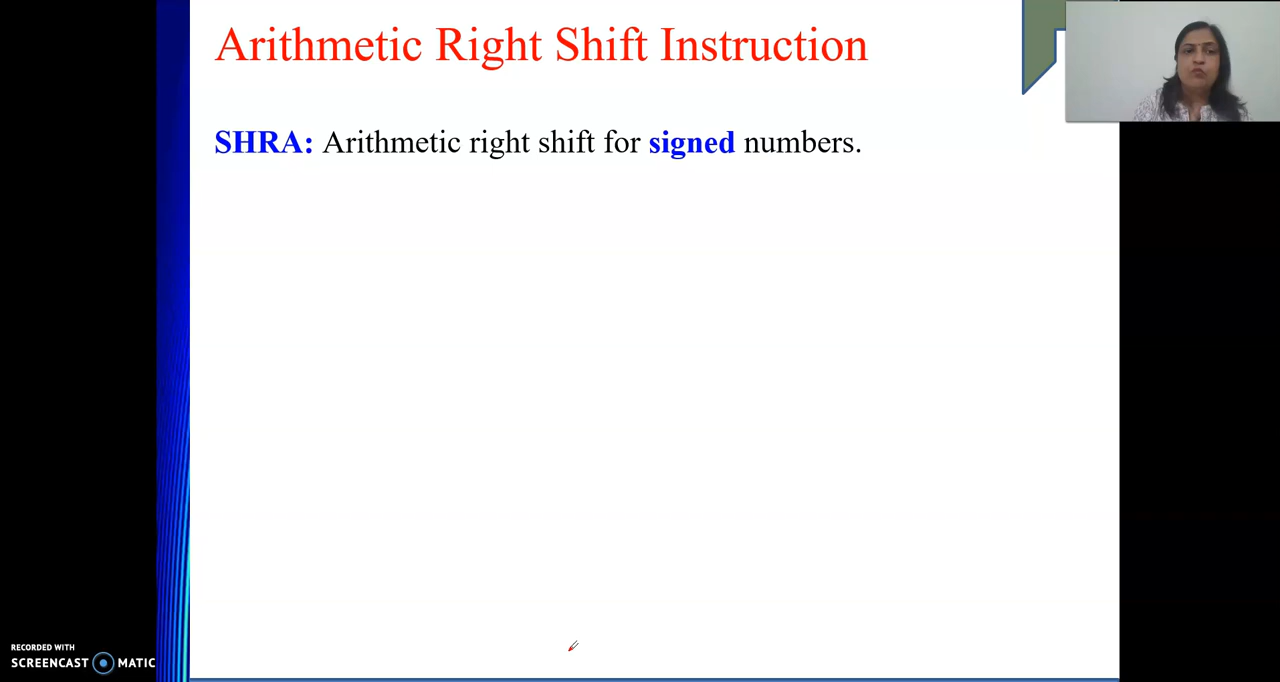 Arithmetic Right Shift Instruction
SHRA: Arithmetic right shift for signed numbers.
RECORDED WITH
SCREENCAST MATIC